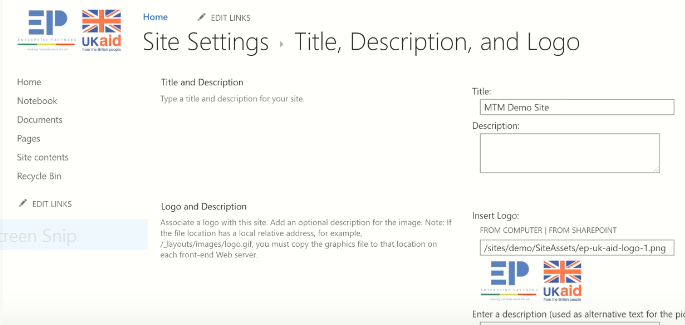 EP
ENTERPRISE PARTNERS
UKaid
from the British people
Home
EDIT LINKS
Site Settings ▸ Title, Description, and Logo
Home
Notebook
Documents
Pages
Site contents
Recycle Bin
EDIT LINKS
reen Snip
Title and Description
Type a title and description for your site.
Title:
MTM Demo Site
Description:
Logo and Description
Associate a logo with this site. Add an optional description for the image. Note: If
the file location has a local relative address, for example,
/_layouts/images/logo.gif, you must copy the graphics file to that location on
each front-end Web server.
Insert Logo:
FROM COMPUTER | FROM SHAREPOINT
/sites/demo/SiteAssets/ep-uk-aid-logo-1.png
EP
ENTERPRISE PARTNERS
UKaid
from the British people
Enter a description (used as alternative text for the pic